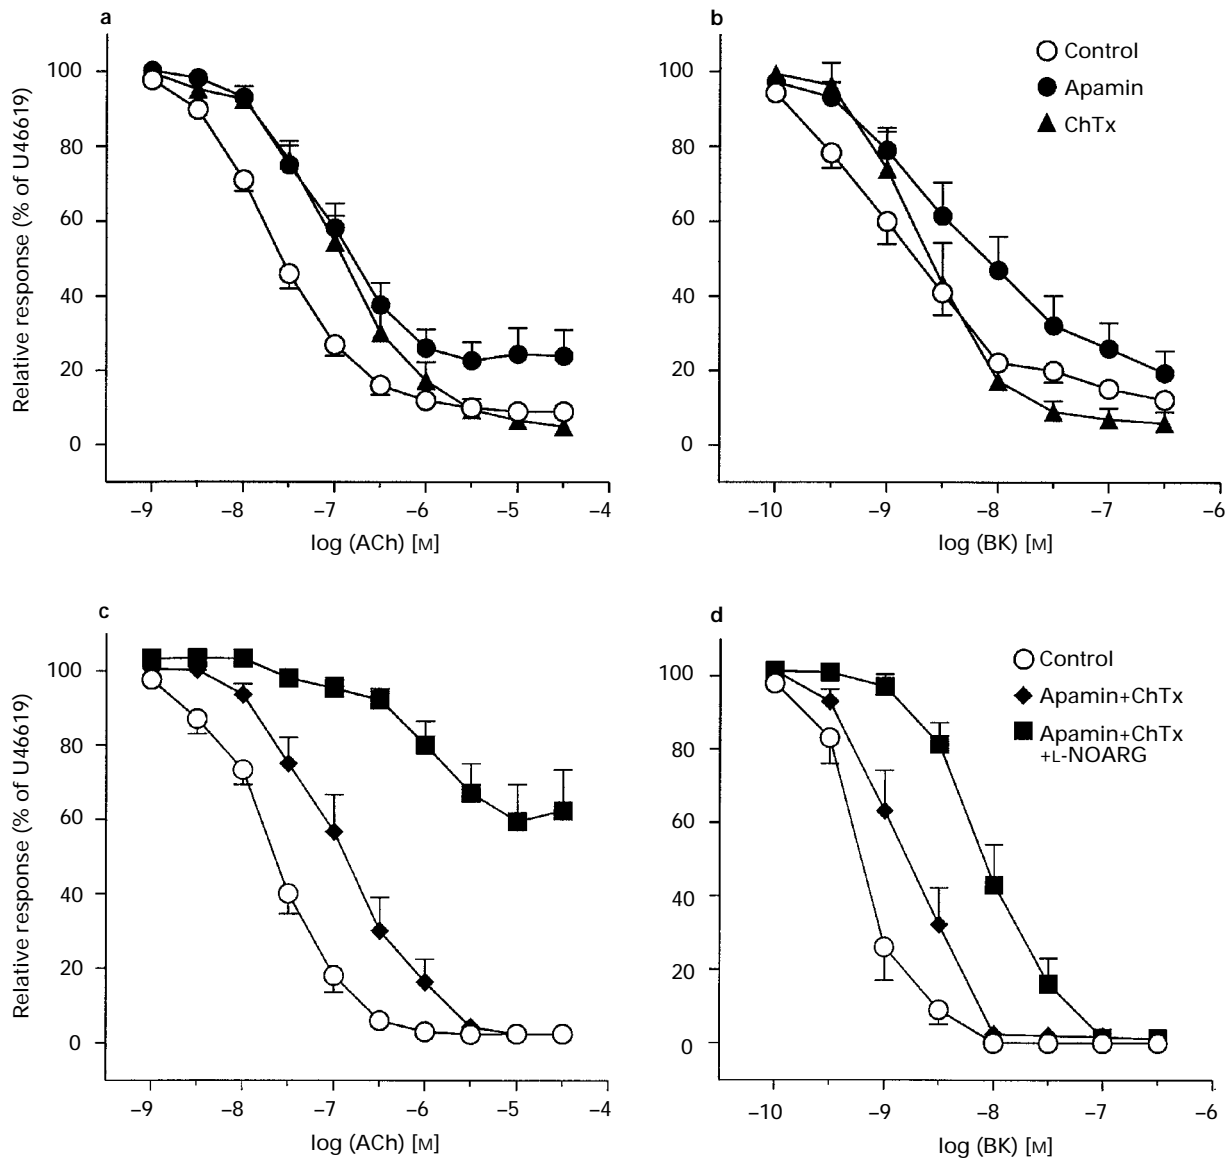 a
100
80
60
40
20
0
Relative response (% of U46619)
–9
–8
–7
–6
–5
–4
log (ACh) [M]
b
Control
Apamin
ChTx
100
80
60
40
20
0
–10
–9
–8
–7
–6
log (BK) [M]
c
100
80
60
40
20
0
Relative response (% of U46619)
–9
–8
–7
–6
–5
–4
log (ACh) [M]
d
Control
Apamin+ChTx
Apamin+ChTx
+L-NOARG
100
80
60
40
20
0
–10
–9
–8
–7
–6
log (BK) [M]